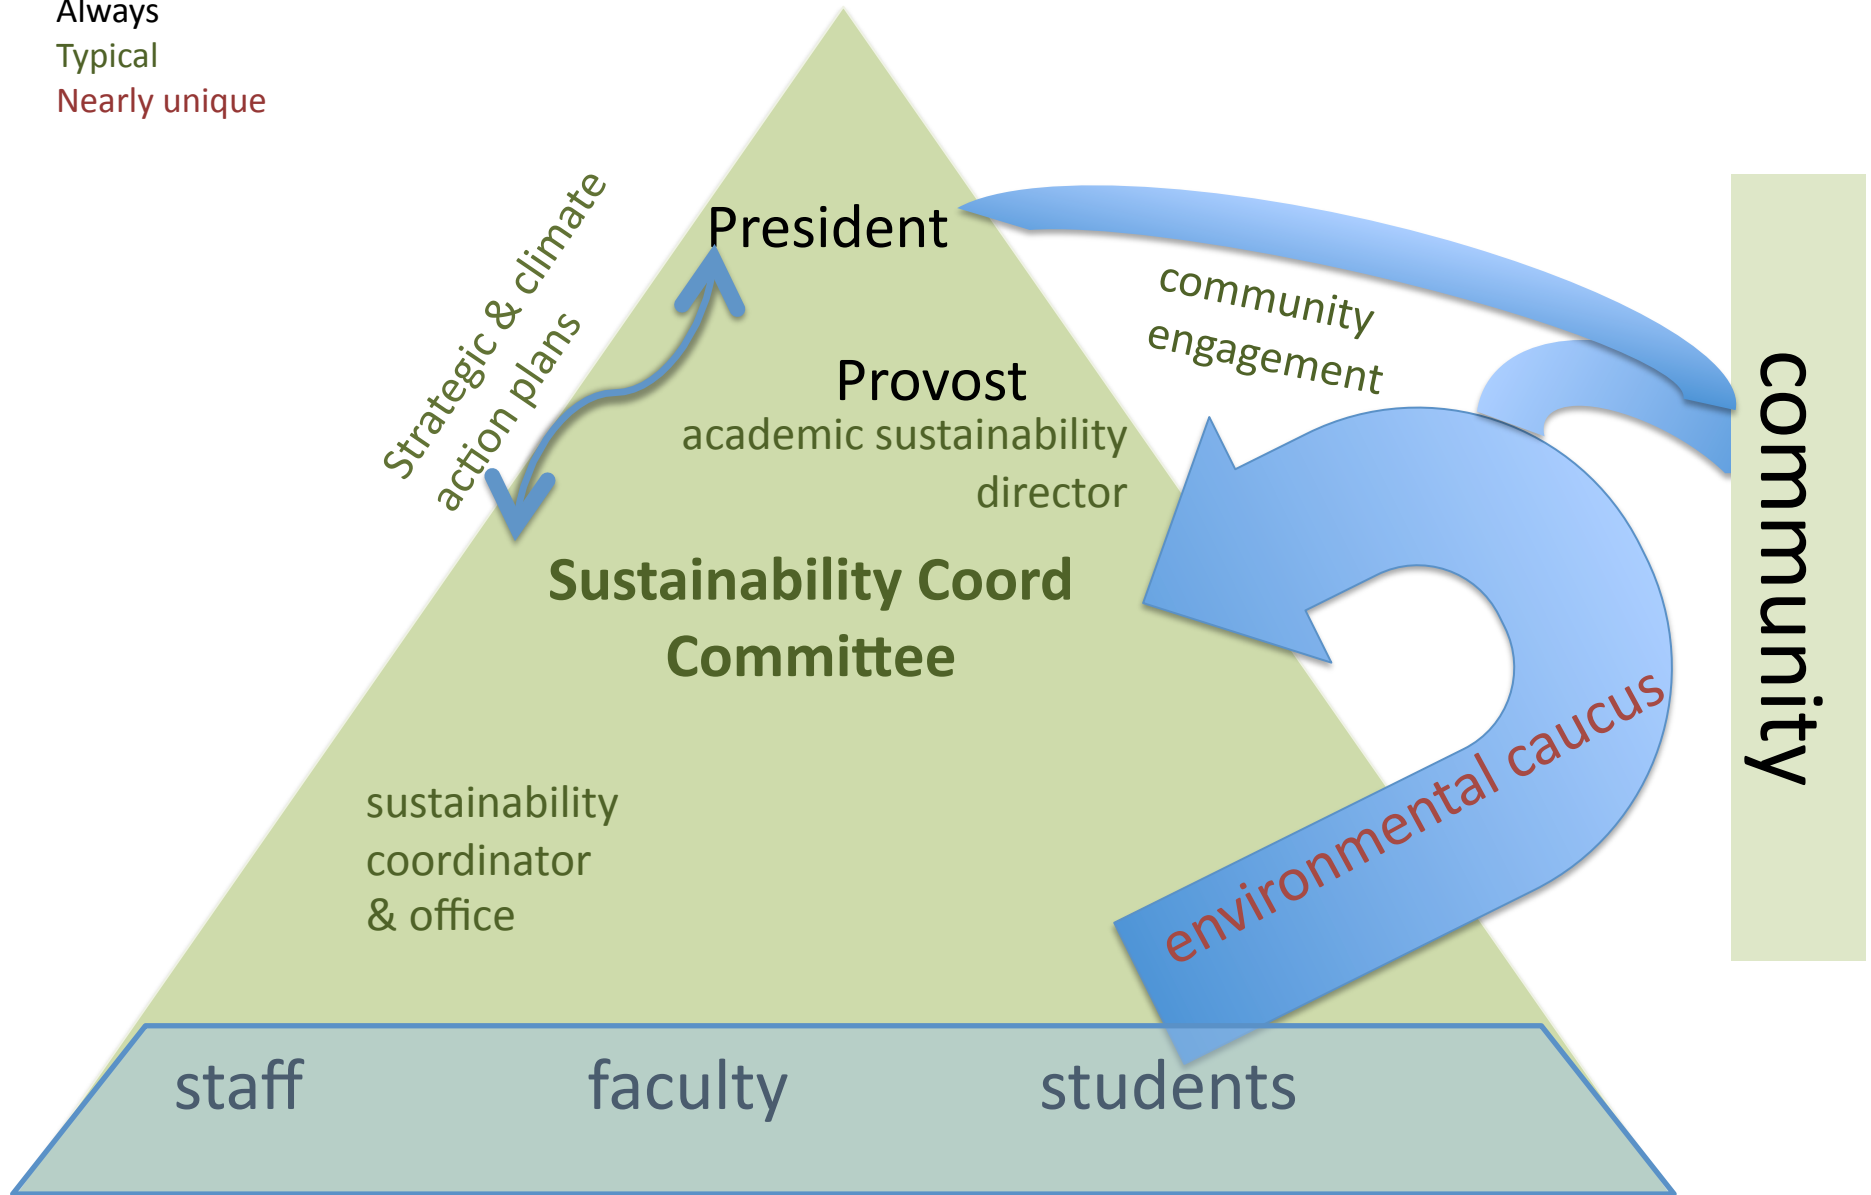 Always
Typical
Nearly unique
Strategic & climate
action plans
President
community
engagement
Provost
academic sustainability
director
Sustainability Coord
Committee
community
environmental caucus
sustainability
coordinator
& office
staff
faculty
students